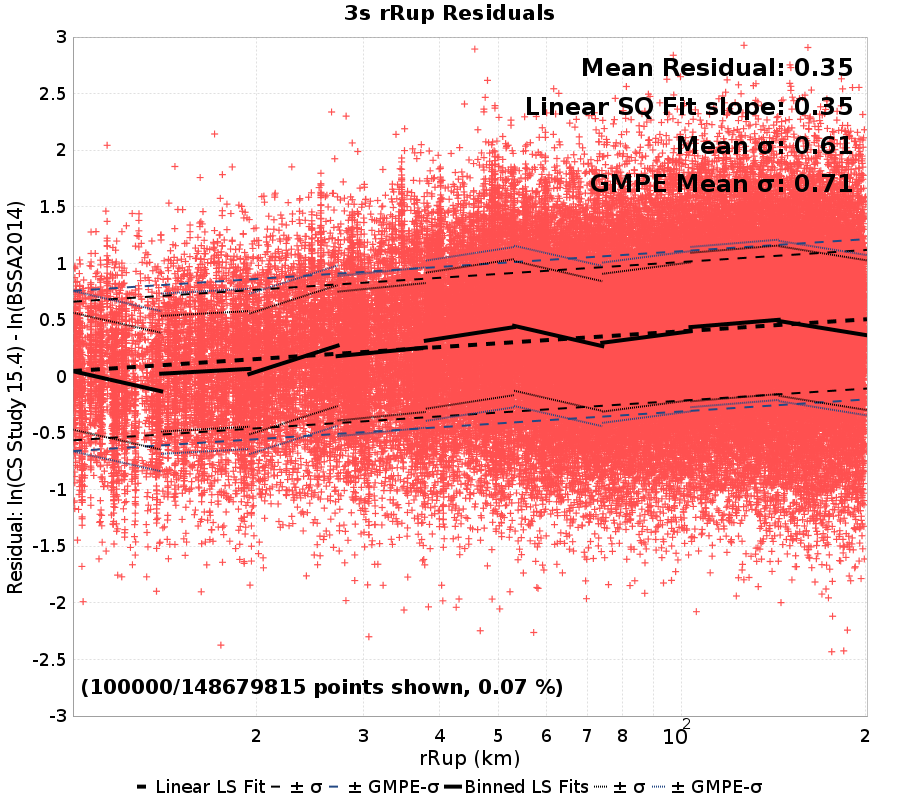 3s rRup Residuals
Mean Residual: 0.35
Linear SQ Fit slope: 0.35
Mean σ: 0.61
GMPE Mean σ: 0.71
Residual: ln(CS Study 15.4) - ln(BSSA2014)
3
2.5
2
1.5
1
0.5
0
-0.5
-1
-1.5
-2
-2.5
-3
(100000/148679815 points shown, 0.07 %)
2 3 4 5 6 7 8 10² 2
rRup (km)
Linear LS Fit ± σ ± GMPE-σ Binned LS Fits ± σ ± GMPE-σ